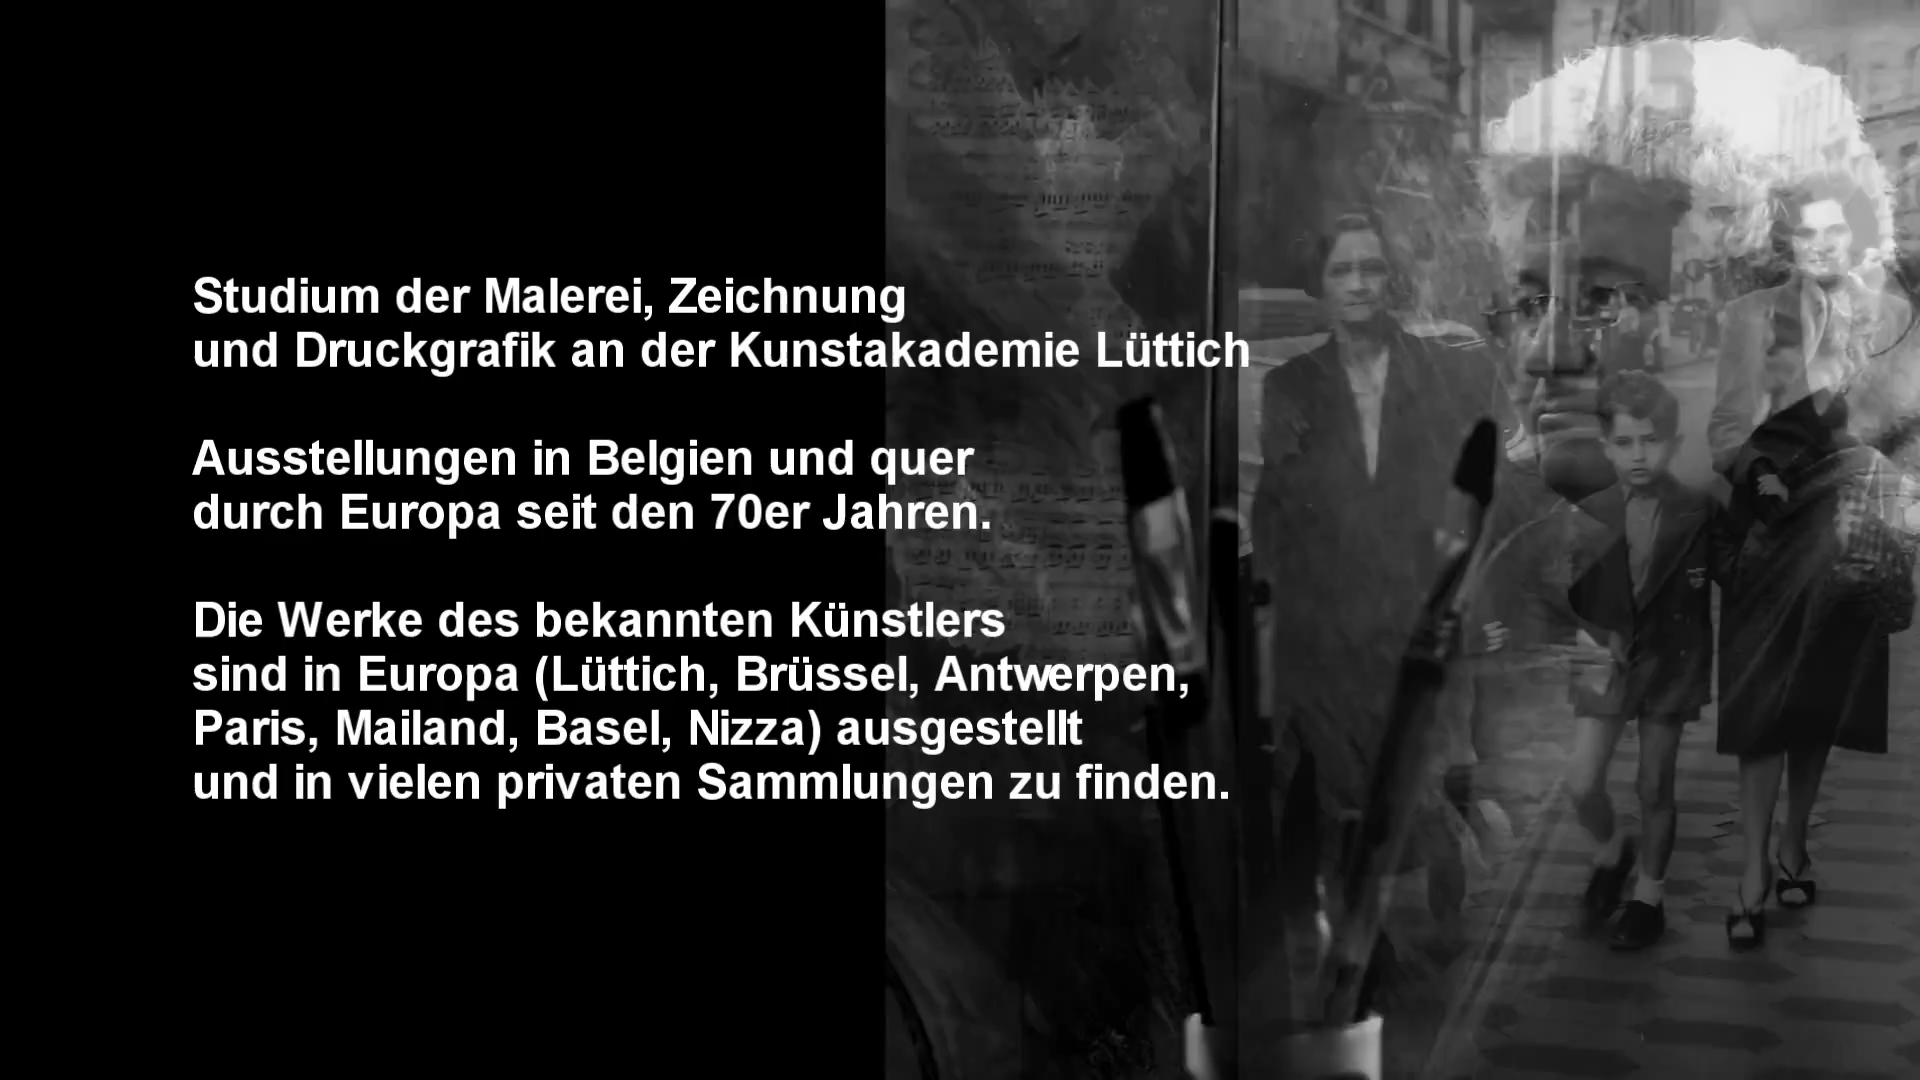 Studium der Malerei, Zeichnung
und Druckgrafik an der Kunstakademie Lüttich
Ausstellungen in Belgien und quer
durch Europa seit den 70er Jahren.
Die Werke des bekannten Künstlers
sind in Europa (Lüttich, Brüssel, Antwerpen,
Paris, Mailand, Basel, Nizza) ausgestellt
und in vielen privaten Sammlungen zu finden.